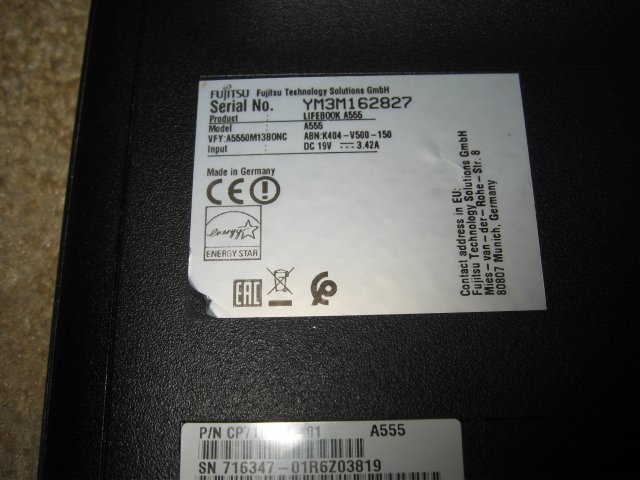 FUJITSU Fujitsu Technology Solutions GmbH
Serial No. : YM3M162827
Product : LIFEBOOK A555
Model : A555
VFY:A5550M13BONC ABN:K404-V500-150
Input : DC 19V 3.42A
Made in Germany
CE
energy
ENERGY STAR
EAC
Contact address in EU:
Fujitsu Technology Solutions GmbH
Mies-van-der-Rohe-Str. 8
80807 Munich, Germany
P/N A555
SN 716347-01R6Z03819